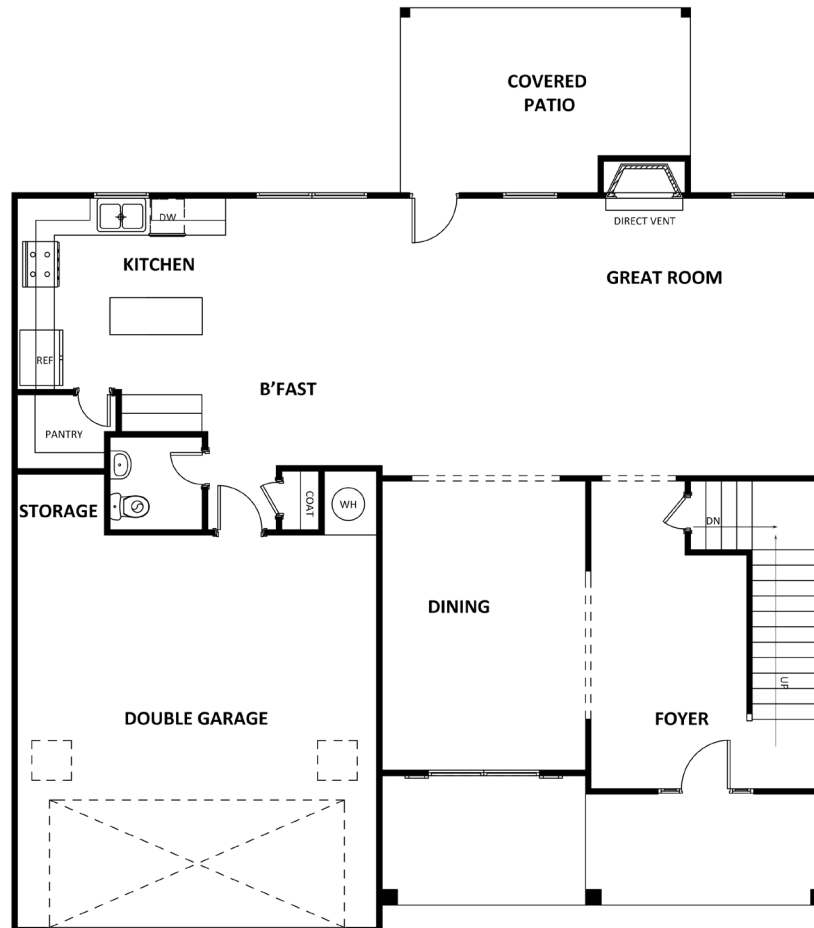 COVERED
PATIO
DW
DIRECT VENT
KITCHEN
GREAT ROOM
REF
B'FAST
PANTRY
STORAGE
COAT
WH
DN
DINING
UP
DOUBLE GARAGE
FOYER